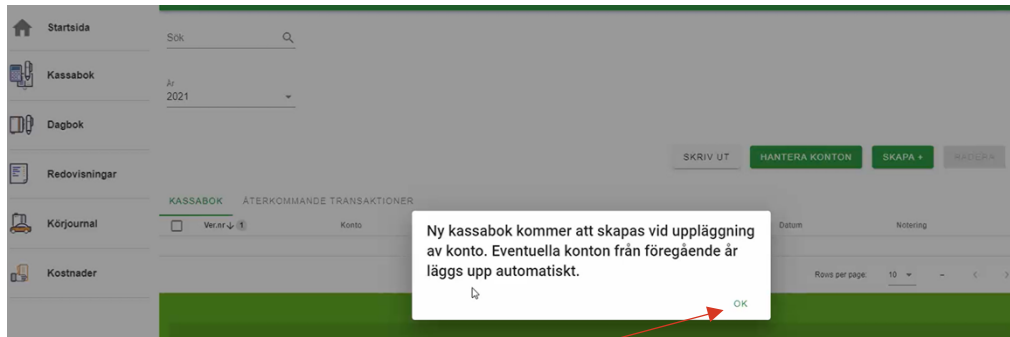 Startsida
Kassabok
Dagbok
Redovisningar
Körjournal
Kostnader
Sök
År
2021
SKRIV UT
HANTERA KONTON
SKAPA +
RADERA
KASSABOK
ÅTERKOMMANDE TRANSAKTIONER
Ver.nr ↓ 1
Konto
Datum
Notering
Ny kassabok kommer att skapas vid uppläggning
av konto. Eventuella konton från föregående år
läggs upp automatiskt.
OK
Rows per page:
10
–